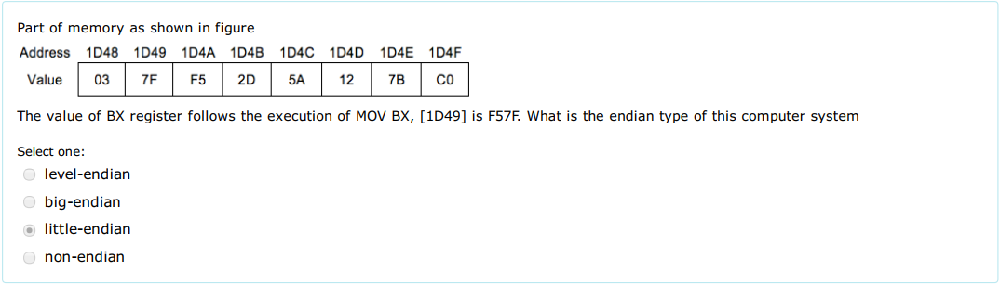 Part of memory as shown in figure
Address 1D48 1D49 1D4A 1D4B 1D4C 1D4D 1D4E 1D4F
Value 03 7F F5 2D 5A 12 7B C0
The value of BX register follows the execution of MOV BX, [1D49] is F57F. What is the endian type of this computer system
Select one:
level-endian
big-endian
little-endian
non-endian